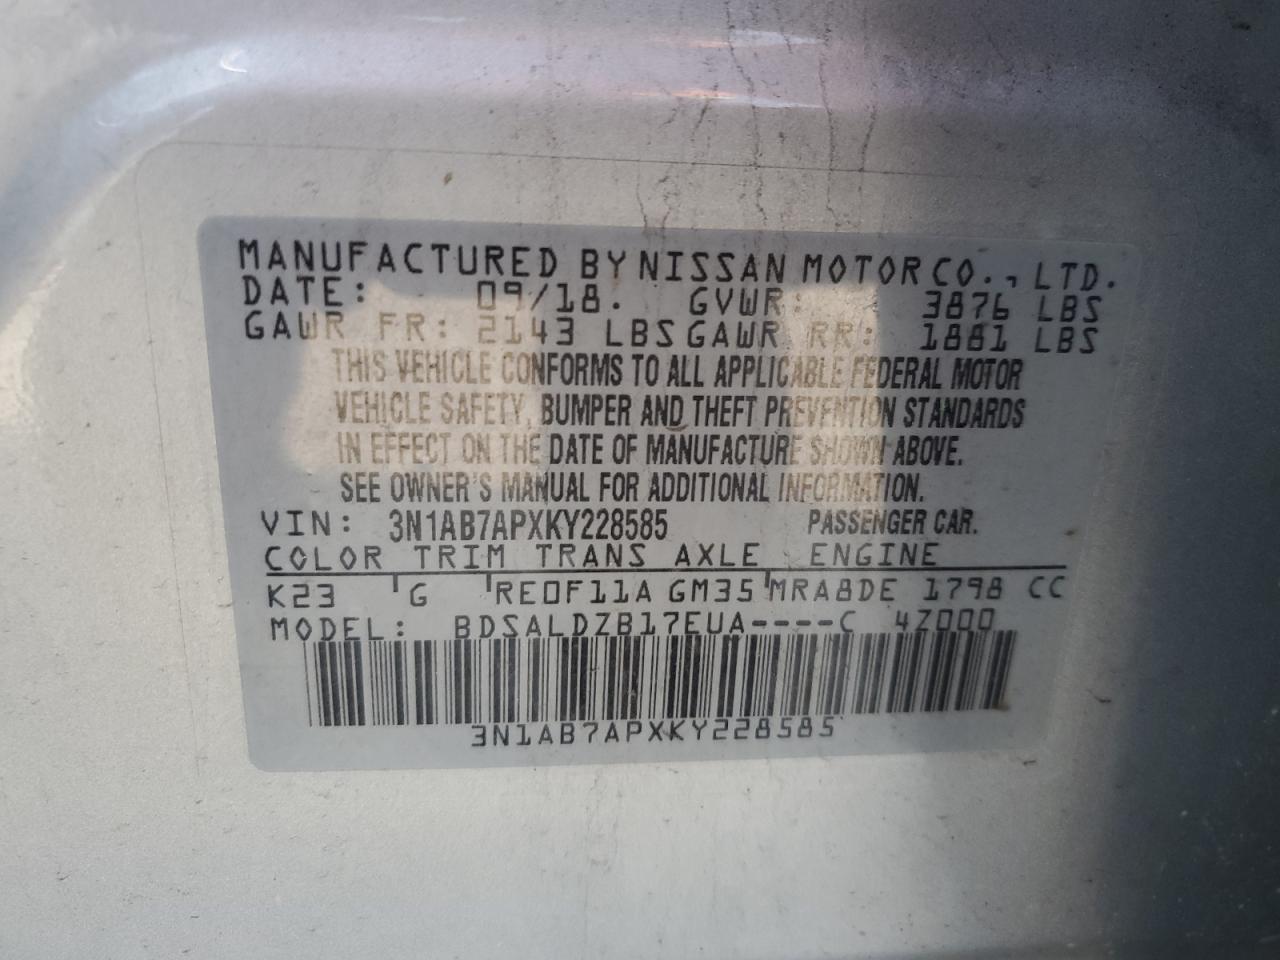 MANUFACTURED BY NISSAN MOTOR CO., LTD.
DATE: 09/18. GVWR: 3876 LBS
GAWR FR: 2143 LBS GAWR RR: 1881 LBS
THIS VEHICLE CONFORMS TO ALL APPLICABLE FEDERAL MOTOR
VEHICLE SAFETY, BUMPER AND THEFT PREVENTION STANDARDS
IN EFFECT ON THE DATE OF MANUFACTURE SHOWN ABOVE.
SEE OWNER'S MANUAL FOR ADDITIONAL INFORMATION.
VIN: 3N1AB7APXKY228585 PASSENGER CAR.
COLOR TRIM TRANS AXLE ENGINE
K23 G RE0F11A GM35 MRA8DE 1798 CC
MODEL: BDSALDZB17EUA----C 47000
3N1AB7APXKY228585